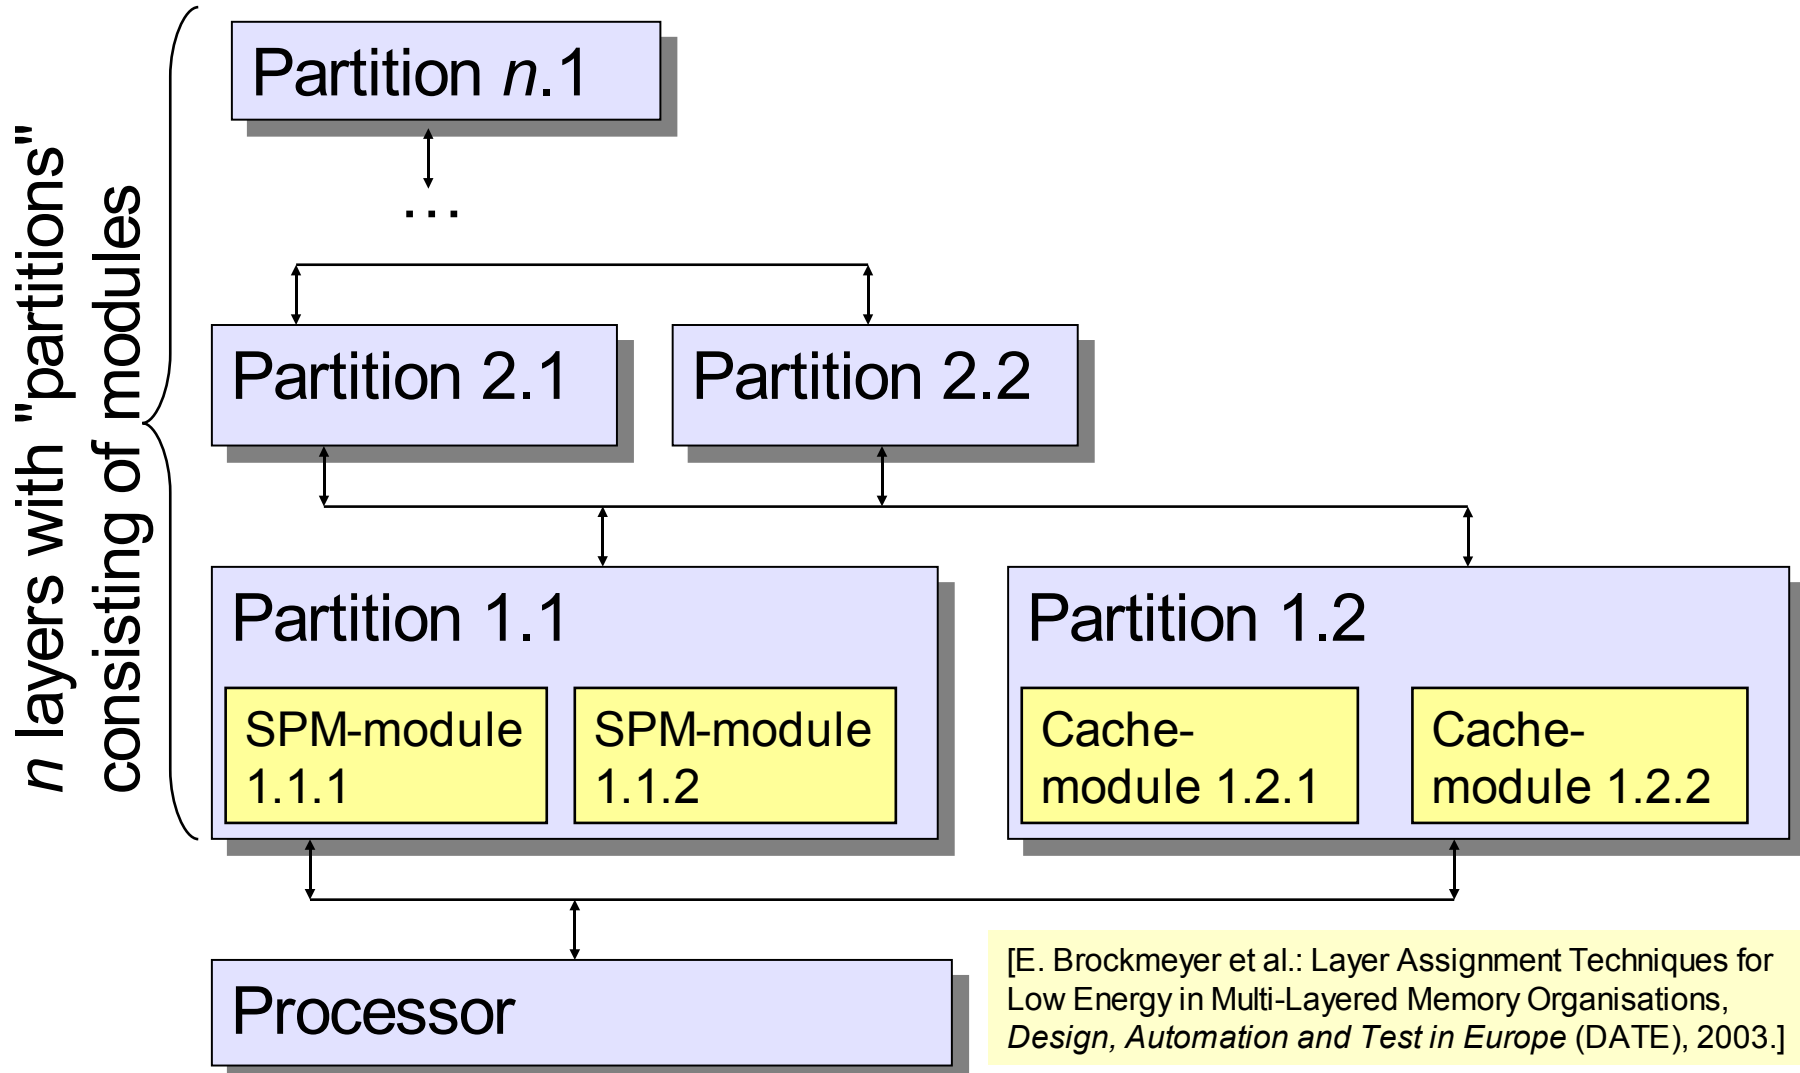 n layers with "partitions"
consisting of modules
Partition n.1
...
Partition 2.1
Partition 2.2
Partition 1.1
SPM-module
1.1.1
SPM-module
1.1.2
Partition 1.2
Cache-
module 1.2.1
Cache-
module 1.2.2
Processor
[E. Brockmeyer et al.: Layer Assignment Techniques for
Low Energy in Multi-Layered Memory Organisations,
Design, Automation and Test in Europe (DATE), 2003.]